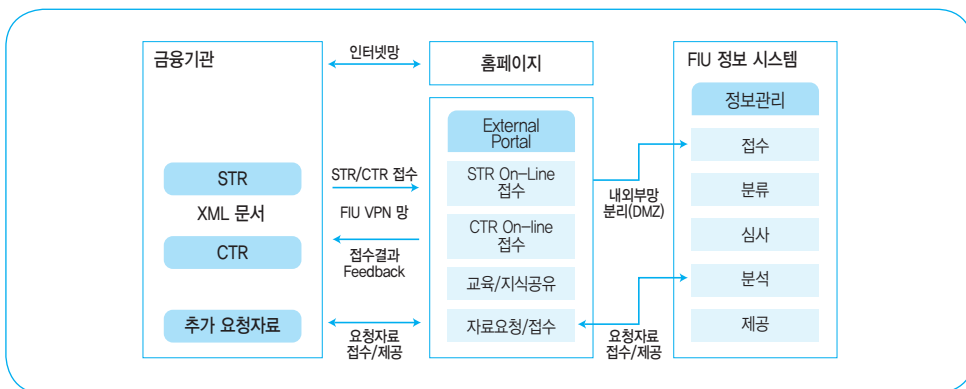 금융기관
STR
XML 문서
CTR
추가 요청자료
인터넷망
STR/CTR 접수
FIU VPN 망
접수결과
Feedback
요청자료
접수/제공
홈페이지
External
Portal
STR On-Line
접수
CTR On-line
접수
교육/지식공유
자료요청/접수
내외부망
분리(DMZ)
요청자료
접수/제공
FIU 정보 시스템
정보관리
접수
분류
심사
분석
제공